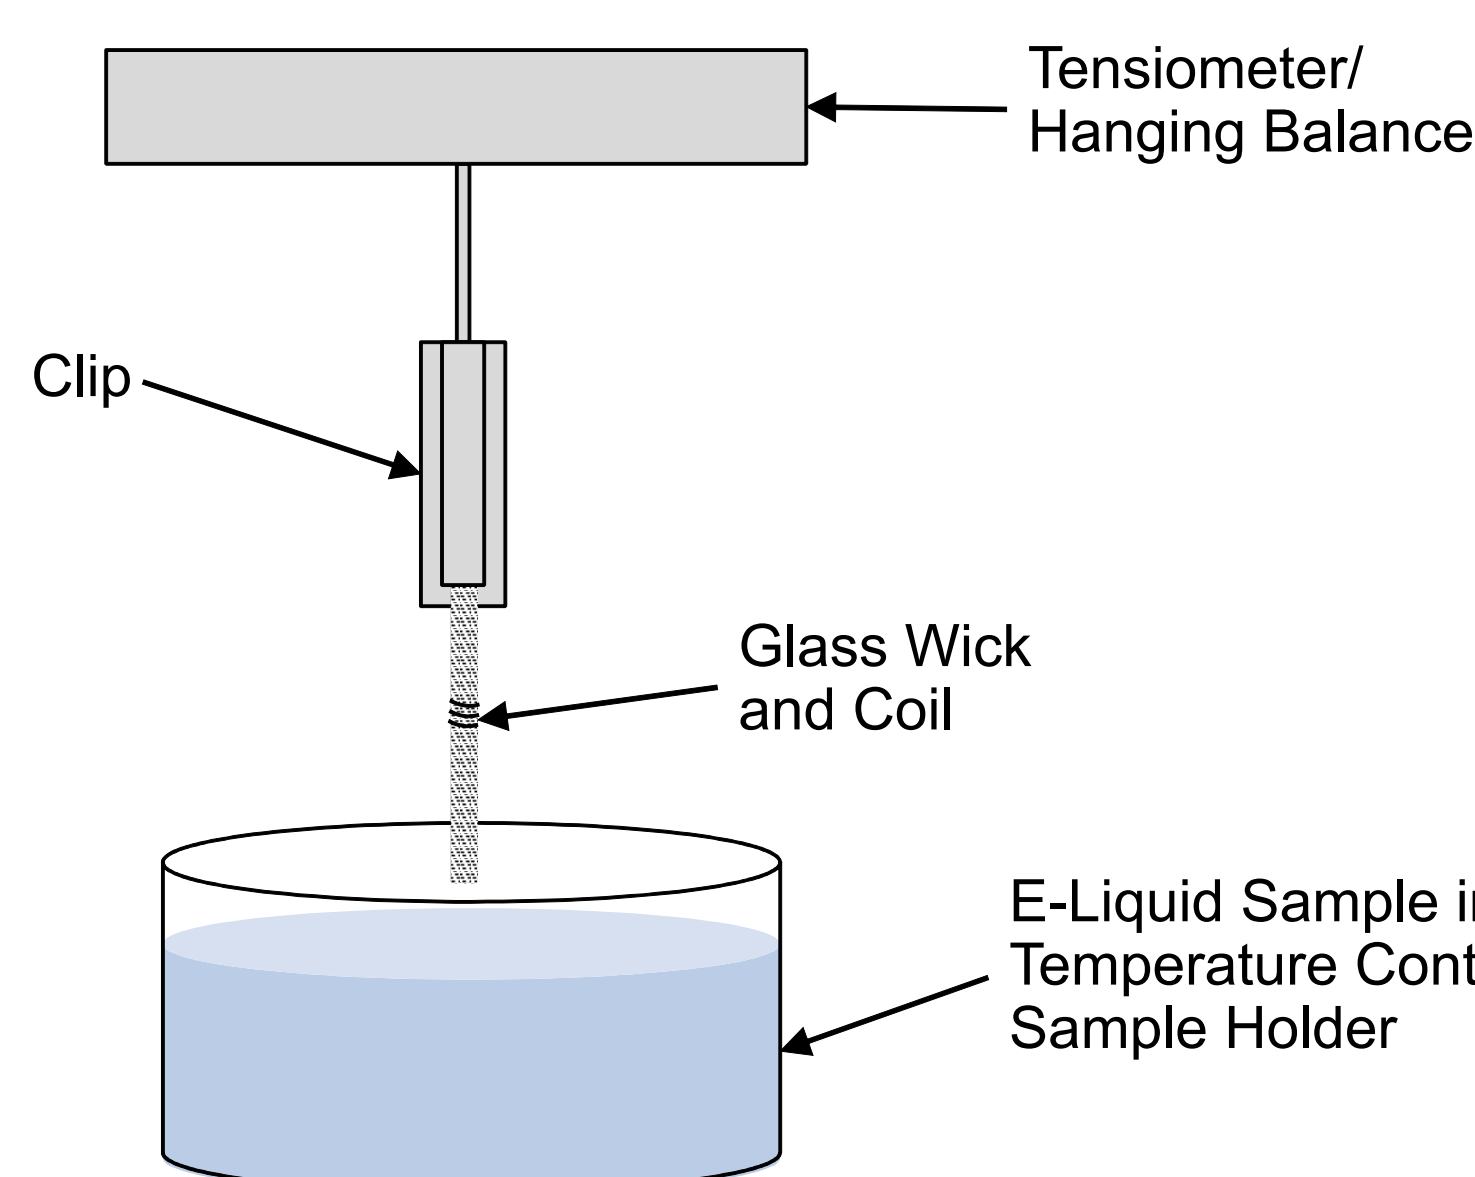 Tensiometer/
Hanging Balance
Clip
Glass Wick
and Coil
E-Liquid Sample
Temperature
Sample Holder